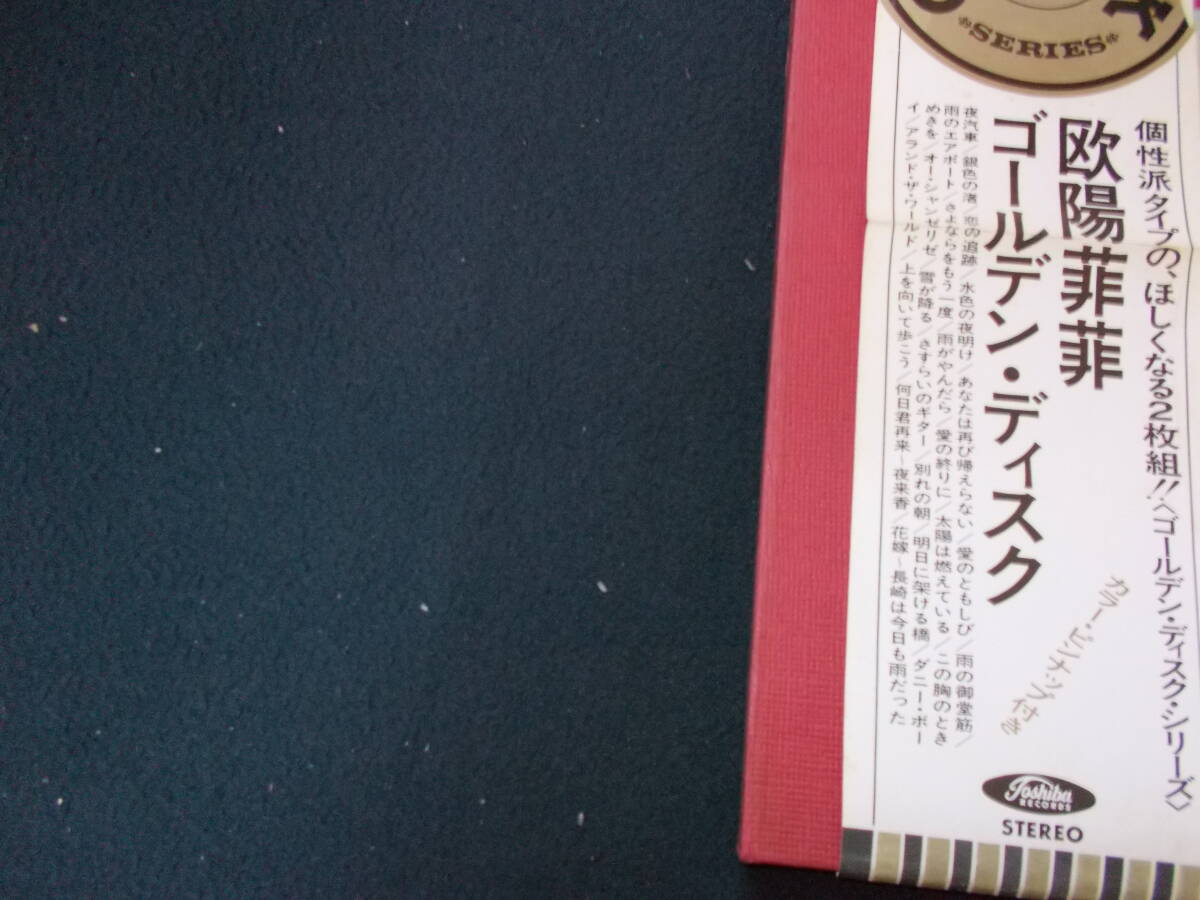 SERIES
個性派タイプの、ほしくなる2枚組!!〈ゴールデン・ディスク・シリーズ〉
欧陽菲菲
ゴールデン・ディスク
カラー・ピンナップ付き
夜汽車/銀色の渚/恋の追跡/水色の夜明け/あなたは再び帰えらない/愛のともしび/雨の御堂筋/
雨のエアポート/さよならをもう一度/雨がやんだら/愛の終りに/太陽は燃えている/この胸のとき
めきを/オー・シャンゼリゼ/雪が降る/さすらいのギター/別れの朝/明日に架ける橋/ダニー・ボー
イ/アランド・ザ・ワールド/上を向いて歩こう/何日君再来~夜来香/花嫁~長崎は今日も雨だった
Toshiba
RECORDS
STEREO